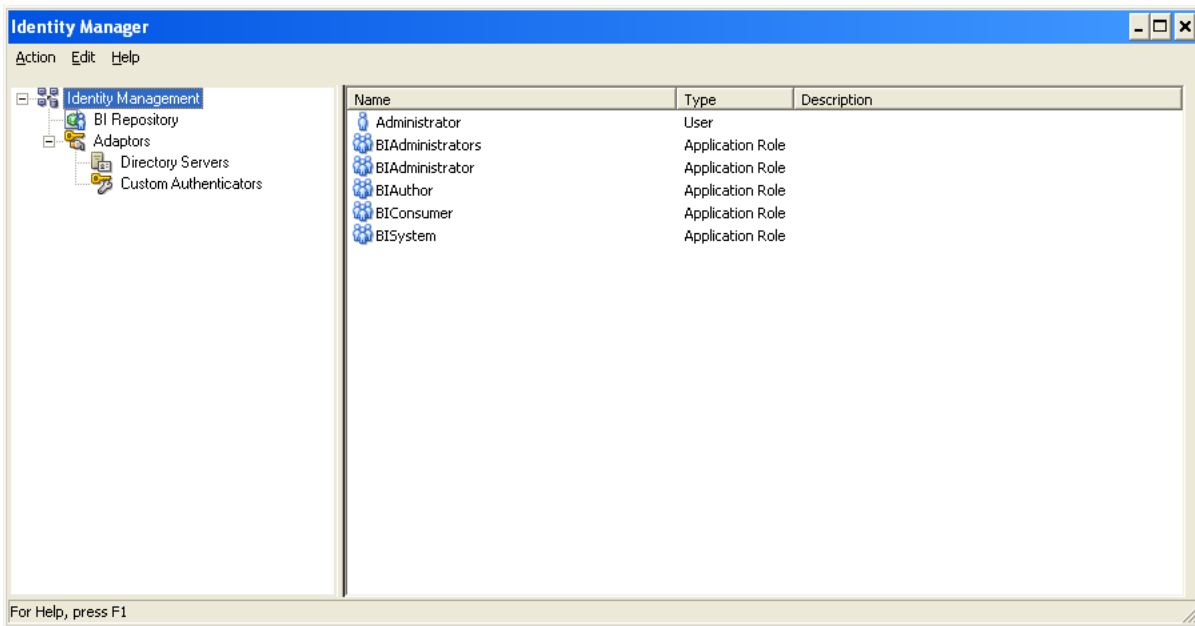 Identity Manager
Action Edit Help
Identity Management
BI Repository
Adaptors
Directory Servers
Custom Authenticators
Name Type Description
Administrator User
BIAdministrators Application Role
BIAdministrator Application Role
BIAuthor Application Role
BIConsumer Application Role
BISystem Application Role
For Help, press F1